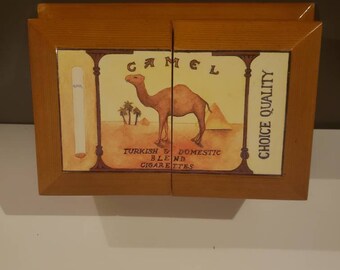 CAMEL
TURKISH & DOMESTIC
BLEND
CIGARETTES
CHOICE QUALITY